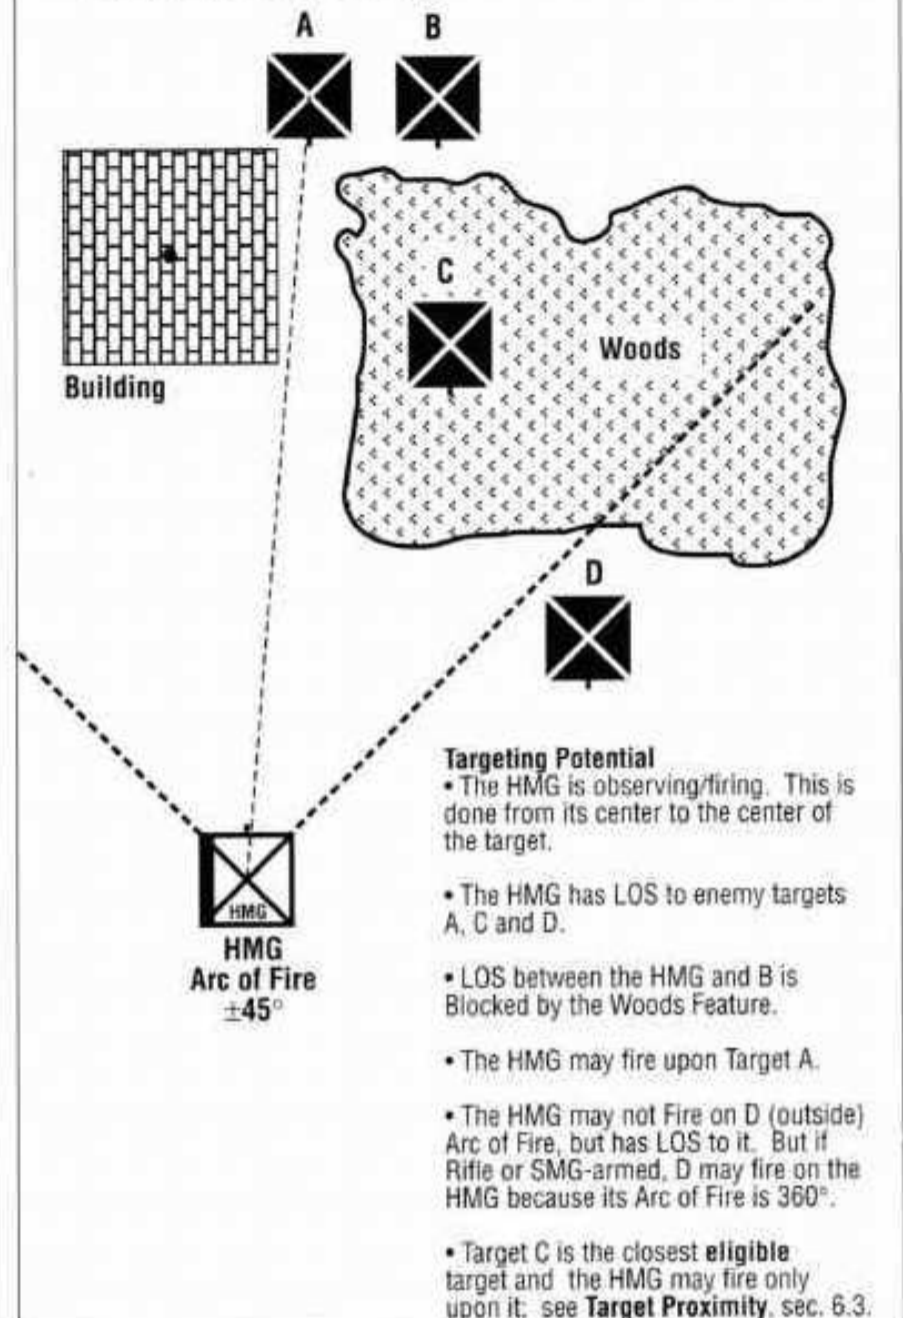 A B
C
Woods
Building
D
HMG
HMG
Arc of Fire
±45°
Targeting Potential
• The HMG is observing/firing. This is
done from its center to the center of
the target.
• The HMG has LOS to enemy targets
A, C and D.
• LOS between the HMG and B is
Blocked by the Woods Feature.
• The HMG may fire upon Target A.
• The HMG may not Fire on D (outside)
Arc of Fire, but has LOS to it. But if
Rifle or SMG-armed, D may fire on the
HMG because its Arc of Fire is 360°.
• Target C is the closest eligible
target and the HMG may fire only
upon it: see Target Proximity, sec. 6.3.